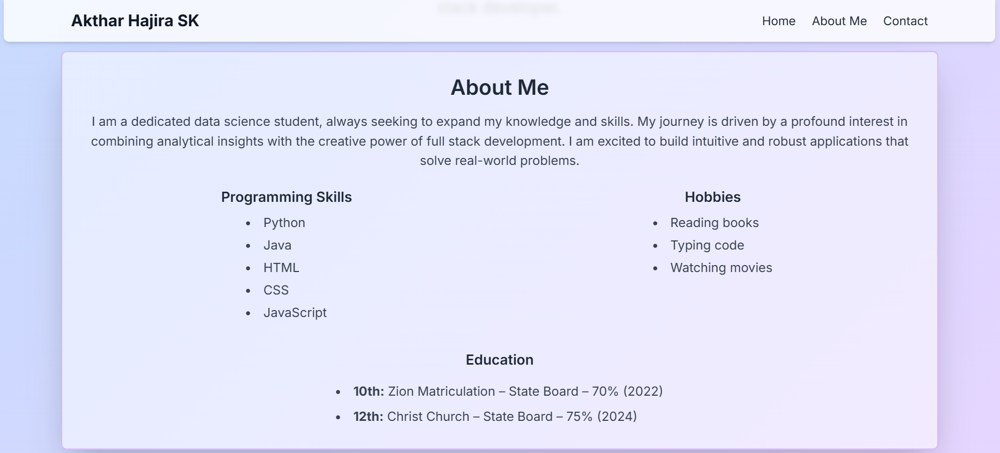 stack developer.
Akthar Hajira SK
Home About Me Contact
About Me
I am a dedicated data science student, always seeking to expand my knowledge and skills. My journey is driven by a profound interest in
combining analytical insights with the creative power of full stack development. I am excited to build intuitive and robust applications that
solve real-world problems.
Programming Skills
• Python
• Java
• HTML
• CSS
• JavaScript
Hobbies
• Reading books
• Typing code
• Watching movies
Education
• 10th: Zion Matriculation – State Board – 70% (2022)
• 12th: Christ Church – State Board – 75% (2024)